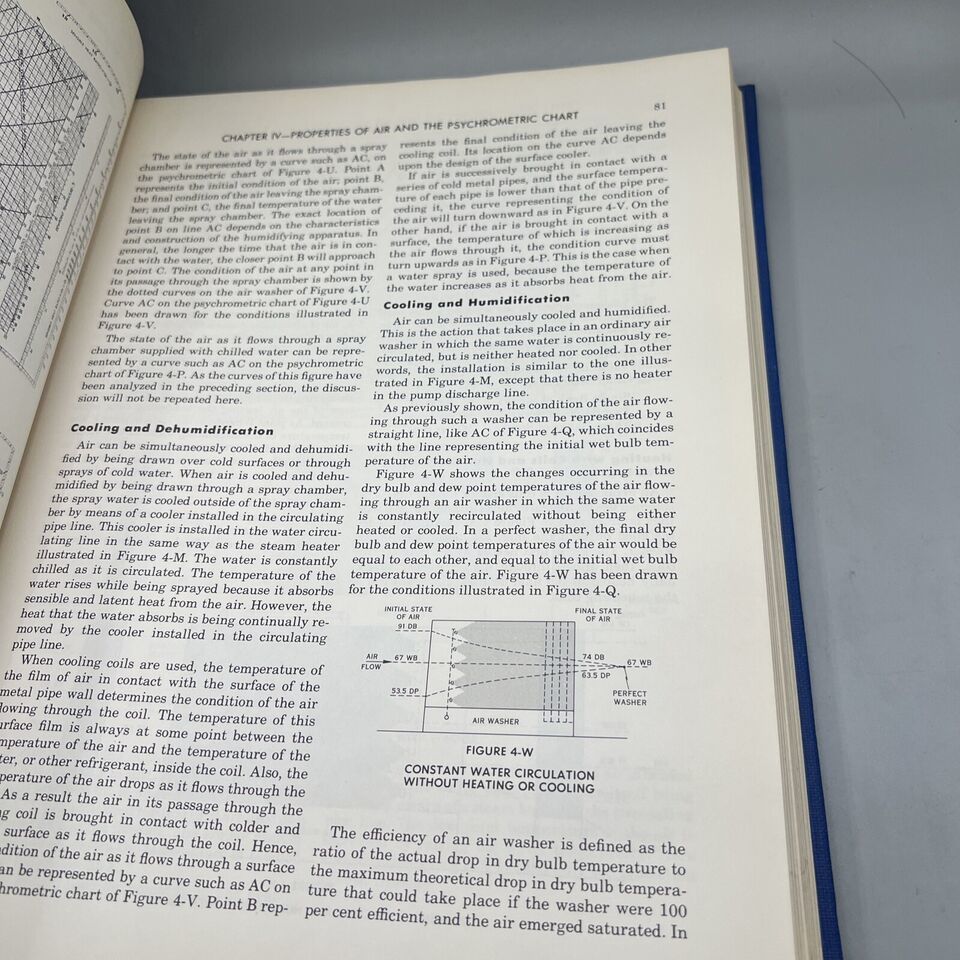 81
CHAPTER IV—PROPERTIES OF AIR AND THE PSYCHROMETRIC CHART
The state of the air as it flows through a spray
chamber is represented by a curve such as AC, on
the psychrometric chart of Figure 4-U. Point A
represents the initial condition of the air; point B,
the final condition of the air leaving the spray cham-
ber; and point C, the final temperature of the water
leaving the spray chamber. The exact location of
point B on line AC depends on the characteristics
and construction of the humidifying apparatus. In
general, the longer the time that the air is in con-
tact with the water, the closer point B will approach
to point C. The condition of the air at any point in
its passage through the spray chamber is shown by
the dotted curves on the air washer of Figure 4-V.
Curve AC on the psychrometric chart of Figure 4-U
has been drawn for the conditions illustrated in
Figure 4-V.
The state of the air as it flows through a spray
chamber supplied with chilled water can be repre-
sented by a curve such as AC on the psychrometric
chart of Figure 4-P. As the curves of this figure have
been analyzed in the preceding section, the discus-
sion will not be repeated here.
Cooling and Dehumidification
Air can be simultaneously cooled and dehumidi-
fied by being drawn over cold surfaces or through
sprays of cold water. When air is cooled and dehu-
midified by being drawn through a spray chamber,
the spray water is cooled outside of the spray cham-
ber by means of a cooler installed in the circulating
pipe line. This cooler is installed in the water circu-
lating line in the same way as the steam heater
illustrated in Figure 4-M. The water is constantly
chilled as it is circulated. The temperature of the
water rises while being sprayed because it absorbs
sensible and latent heat from the air. However, the
heat that the water absorbs is being continually re-
moved by the cooler installed in the circulating
pipe line.
When cooling coils are used, the temperature of
the film of air in contact with the surface of the
metal pipe wall determines the condition of the air
lowing through the coil. The temperature of this
urface film is always at some point between the
mperature of the air and the temperature of the
ter, or other refrigerant, inside the coil. Also, the
perature of the air drops as it flows through the
As a result the air in its passage through the
g coil is brought in contact with colder and
surface as it flows through the coil. Hence,
dition of the air as it flows through a surface
an be represented by a curve such as AC on
hrometric chart of Figure 4-V. Point B rep-
resents the final condition of the air leaving the
cooling coil. Its location on the curve AC depends
upon the design of the surface cooler.
If air is successively brought in contact with a
series of cold metal pipes, and the surface tempera-
ture of each pipe is lower than that of the pipe pre-
ceding it, the curve representing the condition of
the air will turn downward as in Figure 4-V. On the
other hand, if the air is brought in contact with a
surface, the temperature of which is increasing as
the air flows through it, the condition curve must
turn upwards as in Figure 4-P. This is the case when
a water spray is used, because the temperature of
the water increases as it absorbs heat from the air.
Cooling and Humidification
Air can be simultaneously cooled and humidified.
This is the action that takes place in an ordinary air
washer in which the same water is continuously re-
circulated, but is neither heated nor cooled. In other
words, the installation is similar to the one illus-
trated in Figure 4-M, except that there is no heater
in the pump discharge line.
As previously shown, the condition of the air flow-
ing through such a washer can be represented by a
straight line, like AC of Figure 4-Q, which coincides
with the line representing the initial wet bulb tem-
perature of the air.
Figure 4-W shows the changes occurring in the
dry bulb and dew point temperatures of the air flow-
ing through an air washer in which the same water
is constantly recirculated without being either
heated or cooled. In a perfect washer, the final dry
bulb and dew point temperatures of the air would be
equal to each other, and equal to the initial wet bulb
temperature of the air. Figure 4-W has been drawn
for the conditions illustrated in Figure 4-Q.
INITIAL STATE
OF AIR
91 DB
FINAL STATE
OF AIR
AIR
FLOW
67 WB
74 DB
67 WB
63.5 DP
53.5 DP
PERFECT
WASHER
AIR WASHER
FIGURE 4-W
CONSTANT WATER CIRCULATION
WITHOUT HEATING OR COOLING
The efficiency of an air washer is defined as the
ratio of the actual drop in dry bulb temperature to
the maximum theoretical drop in dry bulb tempera-
ture that could take place if the washer were 100
per cent efficient, and the air emerged saturated. In